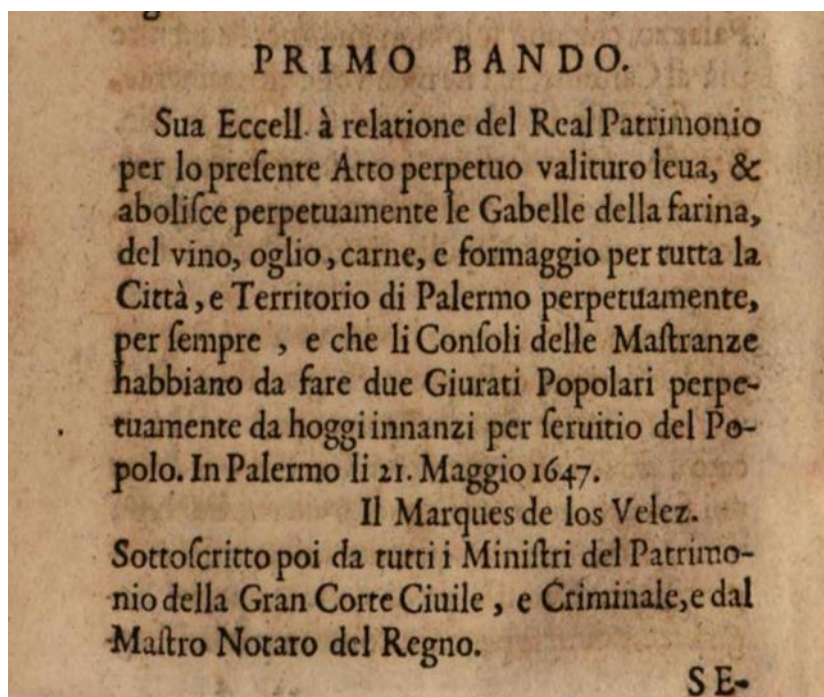 PRIMO BANDO.
Sua Eccell. à relatione del Real Patrimonio
per lo preſente Atto perpetuo valituro leua, &
aboliſce perpetuamente le Gabelle della farina,
del vino, oglio, carne, e formaggio per tutta la
Città, e Territorio di Palermo perpetuamente,
per ſempre , e che li Conſoli delle Maſtranze
habbiano da fare due Giurati Popolari perpe-
tuamente da hoggi innanzi per ſeruitio del Po-
polo. In Palermo li 21. Maggio 1647.
Il Marques de los Velez.
Sottoſcritto poi da tutti i Miniſtri del Patrimo-
nio della Gran Corte Ciuile , e Criminale, e dal
Maſtro Notaro del Regno.
SE-